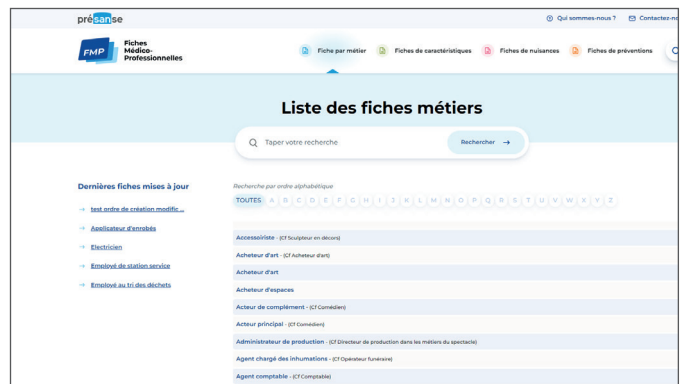 présanse
Qui sommes-nous ?
Contactez-no
FMP
Fiches
Médico-
Professionnelles
Fiche par métier
Fiches de caractéristiques
Fiches de nuisances
Fiches de préventions
Liste des fiches métiers
Taper votre recherche
Rechercher →
Dernières fiches mises à jour
→ test ordre de création modific ...
→ Applicateur d'enrobés
→ Electricien
→ Employé de station service
→ Employé au tri des déchets
Recherche par ordre alphabétique
TOUTES A B C D E F G H I J K L M N O P Q R S T U V W X Y Z
Accessoiriste - (Cf Sculpteur en décors)
Acheteur d'art - (Cf Acheteur d'art)
Acheteur d'art
Acheteur d'espaces
Acteur de complément - (Cf Comédien)
Acteur principal - (Cf Comédien)
Administrateur de production - (Cf Directeur de production dans les métiers du spectacle)
Agent chargé des inhumations - (Cf Opérateur funéraire)
Agent comptable - (Cf Comptable)